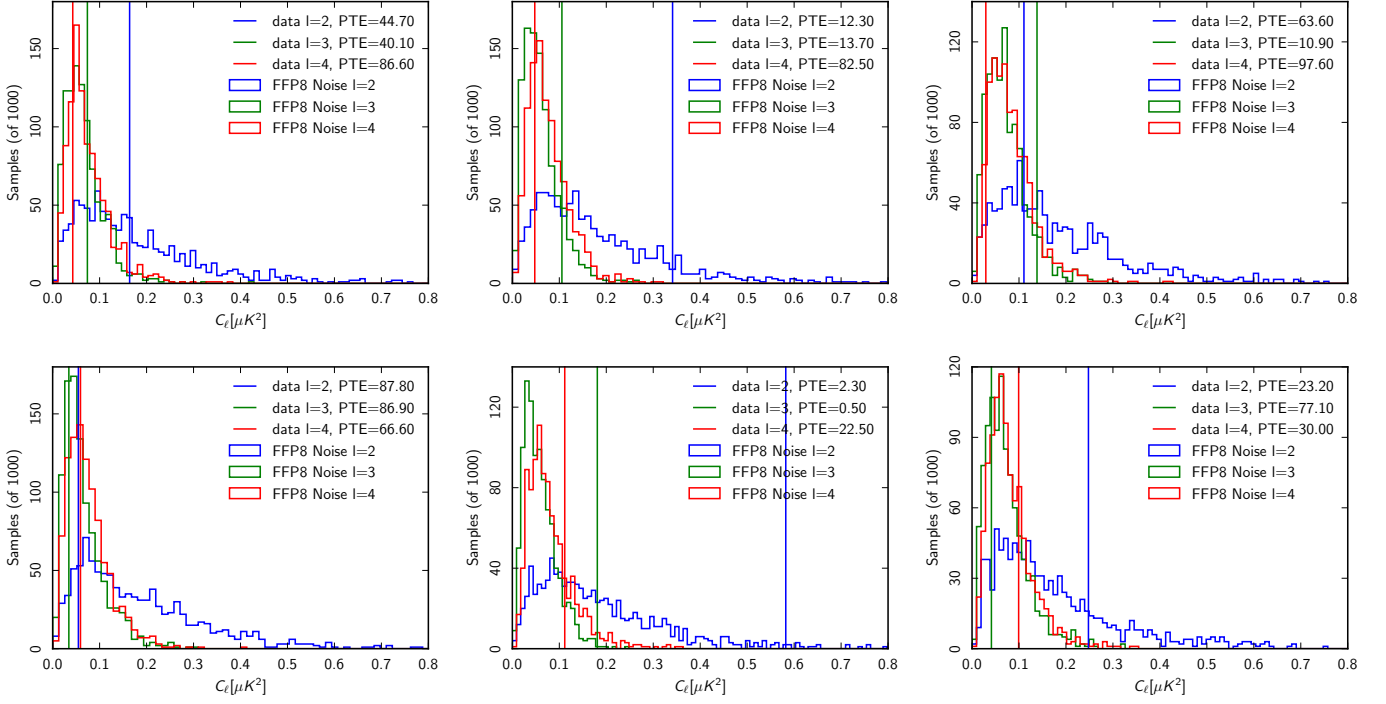 data l=2, PTE=44.70
data l=3, PTE=40.10
data l=4, PTE=86.60
FFP8 Noise l=2
FFP8 Noise l=3
FFP8 Noise l=4
Samples (of 1000)
150
100
50
0
0.0 0.1 0.2 0.3 0.4 0.5 0.6 0.7 0.8
Cℓ[μK²]
data l=2, PTE=12.30
data l=3, PTE=13.70
data l=4, PTE=82.50
FFP8 Noise l=2
FFP8 Noise l=3
FFP8 Noise l=4
Samples (of 1000)
150
100
50
0
0.0 0.1 0.2 0.3 0.4 0.5 0.6 0.7 0.8
Cℓ[μK²]
data l=2, PTE=63.60
data l=3, PTE=10.90
data l=4, PTE=97.60
FFP8 Noise l=2
FFP8 Noise l=3
FFP8 Noise l=4
Samples (of 1000)
120
80
40
0
0.0 0.1 0.2 0.3 0.4 0.5 0.6 0.7 0.8
Cℓ[μK²]
data l=2, PTE=87.80
data l=3, PTE=86.90
data l=4, PTE=66.60
FFP8 Noise l=2
FFP8 Noise l=3
FFP8 Noise l=4
Samples (of 1000)
150
100
50
0
0.0 0.1 0.2 0.3 0.4 0.5 0.6 0.7 0.8
Cℓ[μK²]
data l=2, PTE=2.30
data l=3, PTE=0.50
data l=4, PTE=22.50
FFP8 Noise l=2
FFP8 Noise l=3
FFP8 Noise l=4
Samples (of 1000)
120
80
40
0
0.0 0.1 0.2 0.3 0.4 0.5 0.6 0.7 0.8
Cℓ[μK²]
data l=2, PTE=23.20
data l=3, PTE=77.10
data l=4, PTE=30.00
FFP8 Noise l=2
FFP8 Noise l=3
FFP8 Noise l=4
Samples (of 1000)
120
90
60
30
0
0.0 0.1 0.2 0.3 0.4 0.5 0.6 0.7 0.8
Cℓ[μK²]